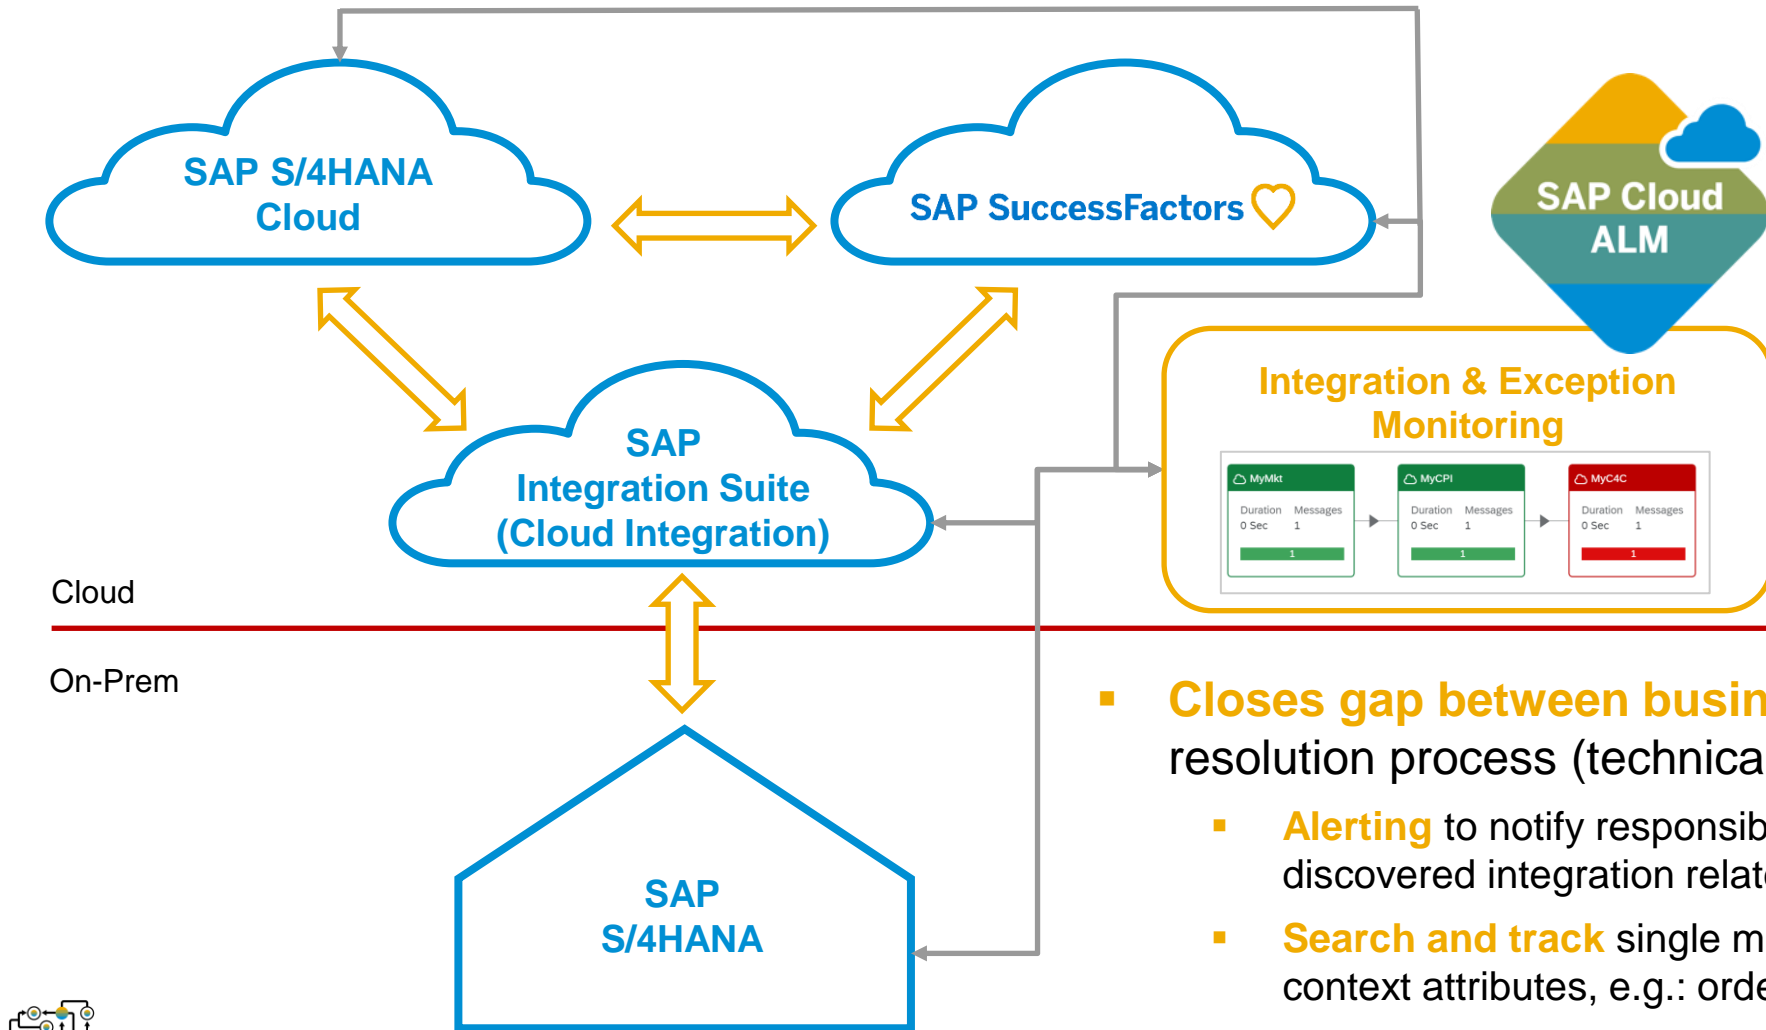 SAP S/4HANA
Cloud
SAP SuccessFactors
SAP Cloud
ALM
SAP
Integration Suite
(Cloud Integration)
Integration & Exception
Monitoring
MyMkt
Duration Messages
0 Sec 1
1
MyCPI
Duration Messages
0 Sec 1
1
MyC4C
Duration Messages
0 Sec 1
1
Cloud
On-Prem
SAP
S/4HANA
▪ Closes gap between busin
resolution process (technica
▪ Alerting to notify responsib
discovered integration relat
▪ Search and track single m
context attributes, e.g.: orde